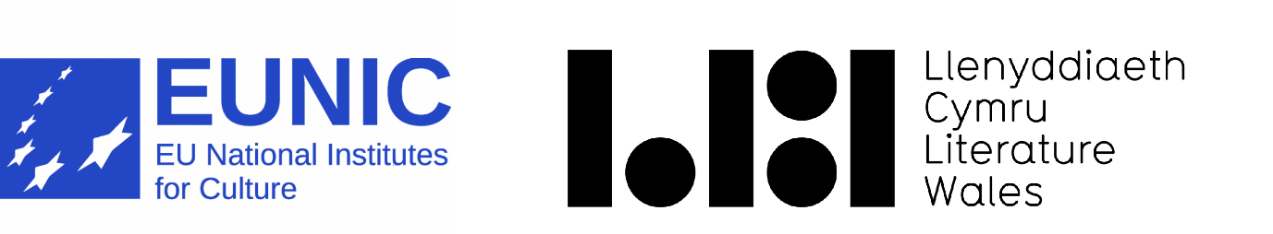 EUNIC
EU National Institutes
for Culture
Llenyddiaeth
Cymru
Literature
Wales